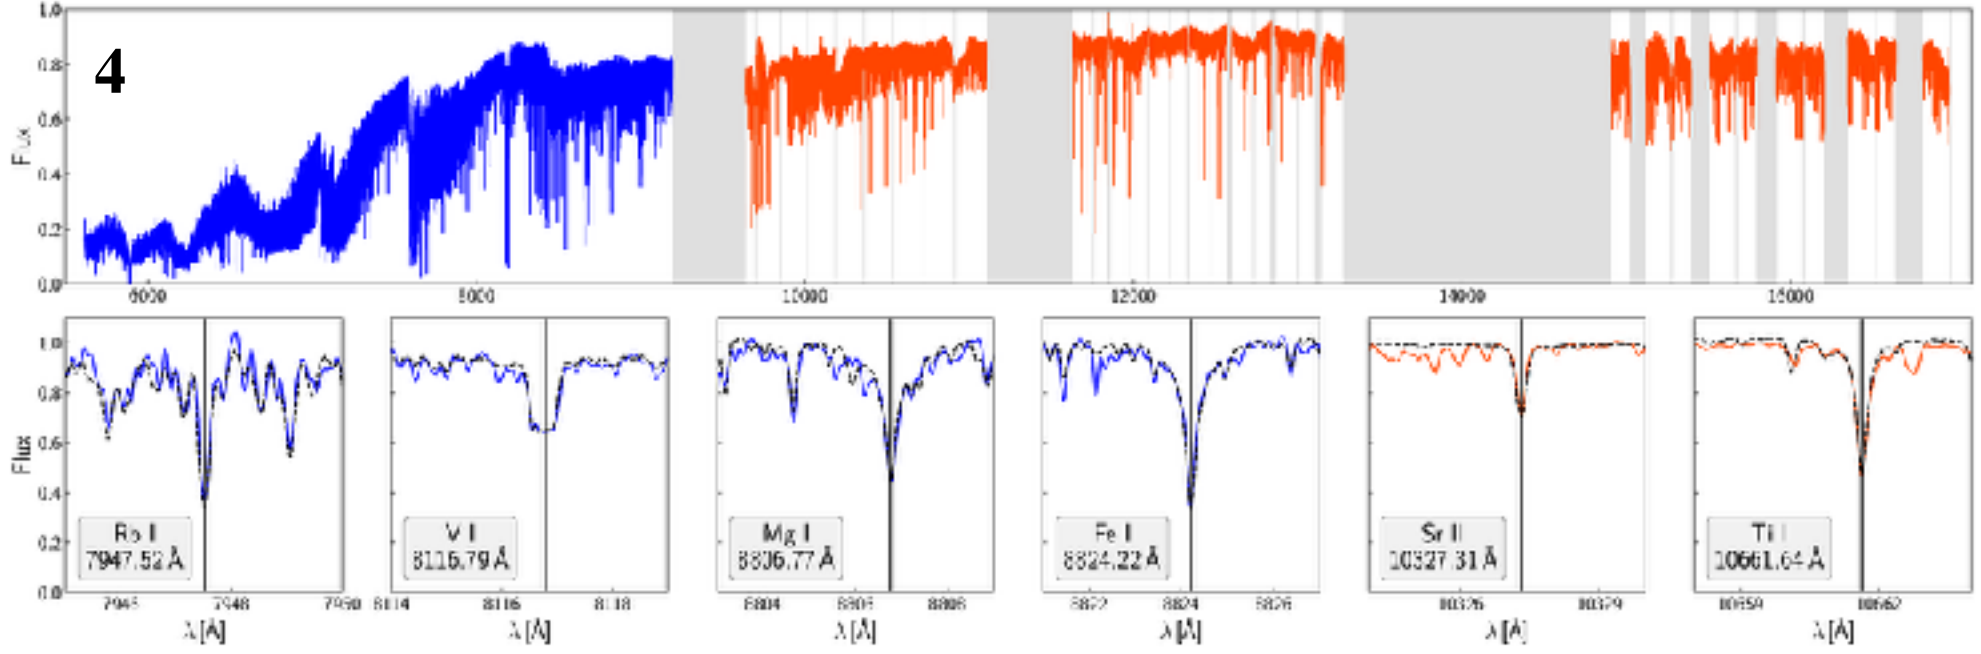 4
1.0
0.8
0.6
0.4
0.2
0.0
Flux
6000 8000 10000 12000 14000 16000
1.0
0.8
0.6
0.4
0.2
0.0
Flux
Rb I
7947.52 Å
V I
8116.79 Å
Mg I
8806.77 Å
Fe I
8824.22 Å
Sr II
10327.31 Å
Ti I
10661.64 Å
7948 7950 8114 8116 8118 8804 8808 8822 8824 8826 10326 10329 10659 10662
λ [Å] λ [Å] λ [Å] λ [Å] λ [Å] λ [Å]